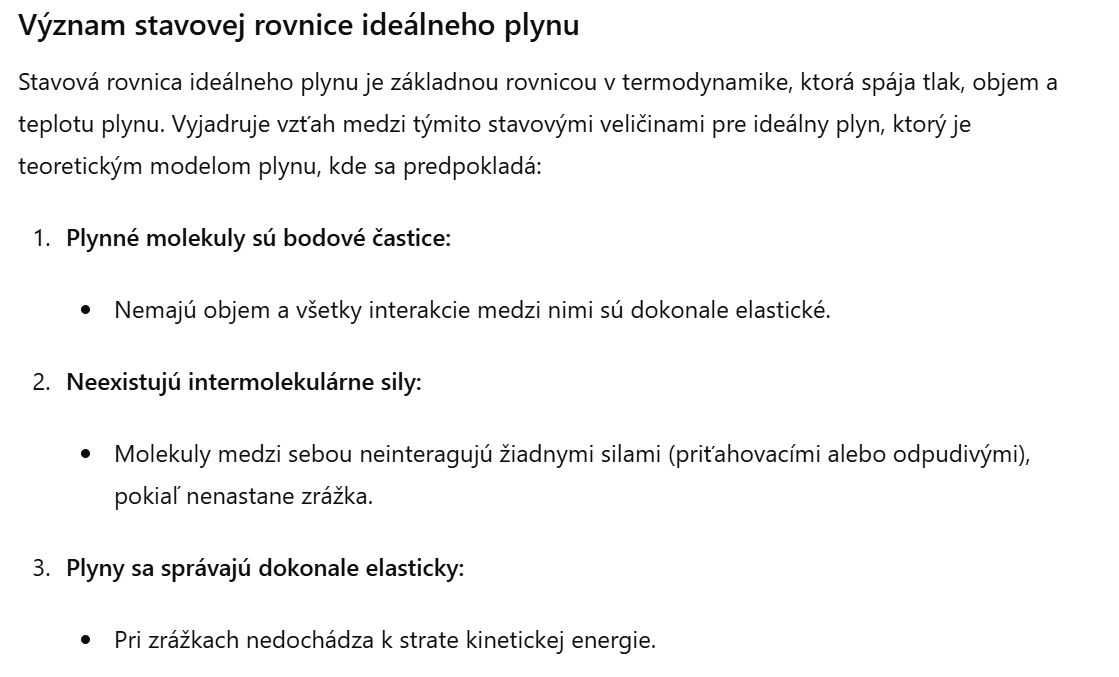 Význam stavovej rovnice ideálneho plynu
Stavová rovnica ideálneho plynu je základnou rovnicou v termodynamike, ktorá spája tlak, objem a
teplotu plynu. Vyjadruje vzťah medzi týmito stavovými veličinami pre ideálny plyn, ktorý je
teoretickým modelom plynu, kde sa predpokladá:
1. Plynné molekuly sú bodové častice:
• Nemajú objem a všetky interakcie medzi nimi sú dokonale elastické.
2. Neexistujú intermolekulárne sily:
• Molekuly medzi sebou neinteragujú žiadnymi silami (priťahovacími alebo odpudivými),
pokiaľ nenastane zrážka.
3. Plyny sa správajú dokonale elasticky:
• Pri zrážkach nedochádza k strate kinetickej energie.